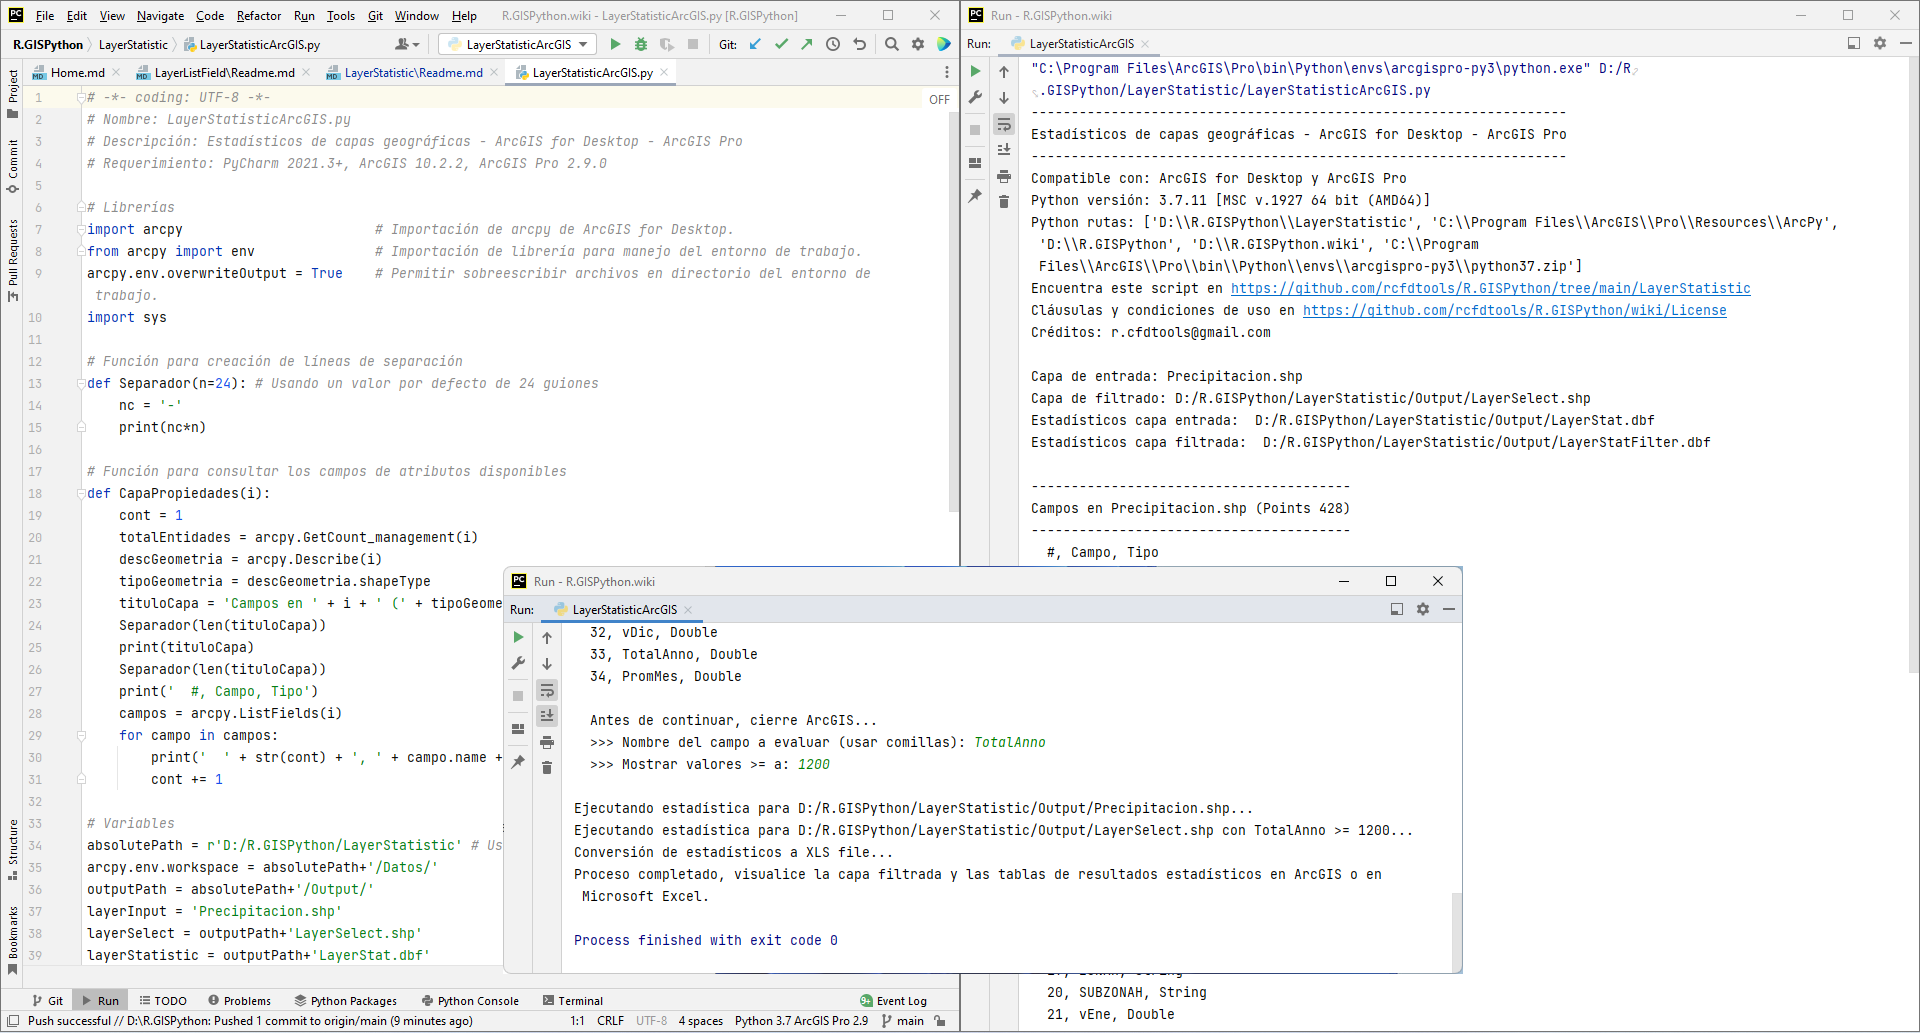 File Edit View Navigate Code Refactor Run Tools Git Window Help R.GISPython.wiki - LayerStatisticArcGIS.py [R.GISPython]
R.GISPython LayerStatistic LayerStatisticArcGIS.py LayerStatisticArcGIS Git:
Home.md LayerListField\Readme.md LayerStatistic\Readme.md LayerStatisticArcGIS.py
OFF
Project
Commit
Pull Requests
Structure
Bookmarks
1 # -*- coding: UTF-8 -*-
2 # Nombre: LayerStatisticArcGIS.py
3 # Descripción: Estadísticos de capas geográficas - ArcGIS for Desktop - ArcGIS Pro
4 # Requerimiento: PyCharm 2021.3+, ArcGIS 10.2.2, ArcGIS Pro 2.9.0
5
6 # Librerías
7 import arcpy # Importación de arcpy de ArcGIS for Desktop.
8 from arcpy import env # Importación de librería para manejo del entorno de trabajo.
9 arcpy.env.overwriteOutput = True # Permitir sobreescribir archivos en directorio del entorno de
trabajo.
10 import sys
11
12 # Función para creación de líneas de separación
13 def Separador(n=24): # Usando un valor por defecto de 24 guiones
14 nc = '-'
15 print(nc*n)
16
17 # Función para consultar los campos de atributos disponibles
18 def CapaPropiedades(i):
19 cont = 1
20 totalEntidades = arcpy.GetCount_management(i)
21 descGeometria = arcpy.Describe(i)
22 tipoGeometria = descGeometria.shapeType
23 tituloCapa = 'Campos en ' + i + ' (' + tipoGeome
24 Separador(len(tituloCapa))
25 print(tituloCapa)
26 Separador(len(tituloCapa))
27 print('  #, Campo, Tipo')
28 campos = arcpy.ListFields(i)
29 for campo in campos:
30 print('  ' + str(cont) + ', ' + campo.name +
31 cont += 1
32
33 # Variables
34 absolutePath = r'D:/R.GISPython/LayerStatistic' # Us
35 arcpy.env.workspace = absolutePath+'/Datos/'
36 outputPath = absolutePath+'/Output/'
37 layerInput = 'Precipitacion.shp'
38 layerSelect = outputPath+'LayerSelect.shp'
39 layerStatistic = outputPath+'LayerStat.dbf'
Git Run TODO Problems Python Packages Python Console Terminal 9+ Event Log
Push successful // D:\R.GISPython: Pushed 1 commit to origin/main (9 minutes ago) 1:1 CRLF UTF-8 4 spaces Python 3.7 ArcGIS Pro 2.9 main
Run - R.GISPython.wiki
Run: LayerStatisticArcGIS
"C:\Program Files\ArcGIS\Pro\bin\Python\envs\arcgispro-py3\python.exe" D:/R
.GISPython/LayerStatistic/LayerStatisticArcGIS.py
-------------------------------------------------------------------
Estadísticos de capas geográficas - ArcGIS for Desktop - ArcGIS Pro
-------------------------------------------------------------------
Compatible con: ArcGIS for Desktop y ArcGIS Pro
Python versión: 3.7.11 [MSC v.1927 64 bit (AMD64)]
Python rutas: ['D:\\R.GISPython\\LayerStatistic', 'C:\\Program Files\\ArcGIS\\Pro\\Resources\\ArcPy',
'D:\\R.GISPython', 'D:\\R.GISPython.wiki', 'C:\\Program
Files\\ArcGIS\\Pro\\bin\\Python\\envs\\arcgispro-py3\\python37.zip']
Encuentra este script en https://github.com/rcfdtools/R.GISPython/tree/main/LayerStatistic
Cláusulas y condiciones de uso en https://github.com/rcfdtools/R.GISPython/wiki/License
Créditos: r.cfdtools@gmail.com
Capa de entrada: Precipitacion.shp
Capa de filtrado: D:/R.GISPython/LayerStatistic/Output/LayerSelect.shp
Estadísticos capa entrada:  D:/R.GISPython/LayerStatistic/Output/LayerStat.dbf
Estadísticos capa filtrada:  D:/R.GISPython/LayerStatistic/Output/LayerStatFilter.dbf
----------------------------------------
Campos en Precipitacion.shp (Points 428)
----------------------------------------
#, Campo, Tipo
20, SUBZONAH, String
21, vEne, Double
Run - R.GISPython.wiki
Run: LayerStatisticArcGIS
32, vDic, Double
33, TotalAnno, Double
34, PromMes, Double
Antes de continuar, cierre ArcGIS...
>>> Nombre del campo a evaluar (usar comillas): TotalAnno
>>> Mostrar valores >= a: 1200
Ejecutando estadística para D:/R.GISPython/LayerStatistic/Output/Precipitacion.shp...
Ejecutando estadística para D:/R.GISPython/LayerStatistic/Output/LayerSelect.shp con TotalAnno >= 1200...
Conversión de estadísticos a XLS file...
Proceso completado, visualice la capa filtrada y las tablas de resultados estadísticos en ArcGIS o en
Microsoft Excel.
Process finished with exit code 0